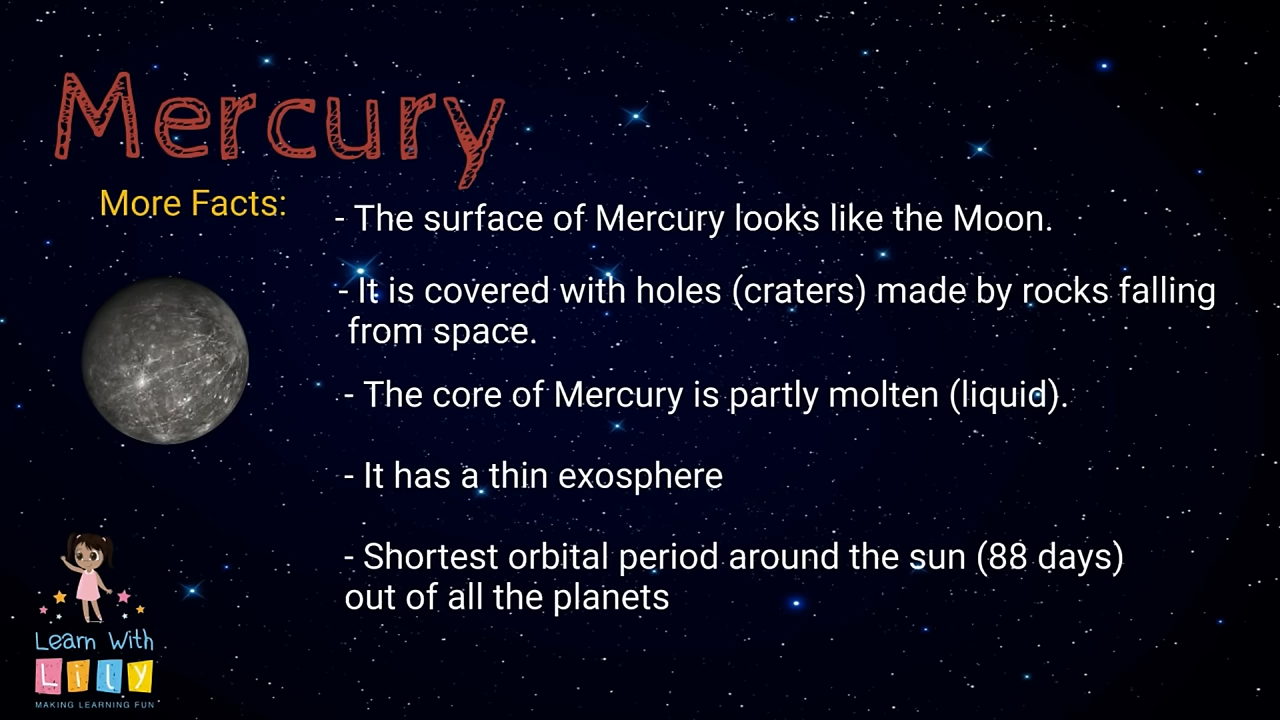 Mercury
More Facts:
- The surface of Mercury looks like the Moon.
- It is covered with holes (craters) made by rocks falling
from space.
- The core of Mercury is partly molten (liquid).
- It has a thin exosphere
- Shortest orbital period around the sun (88 days)
out of all the planets
Learn With
Lily
MAKING LEARNING FUN